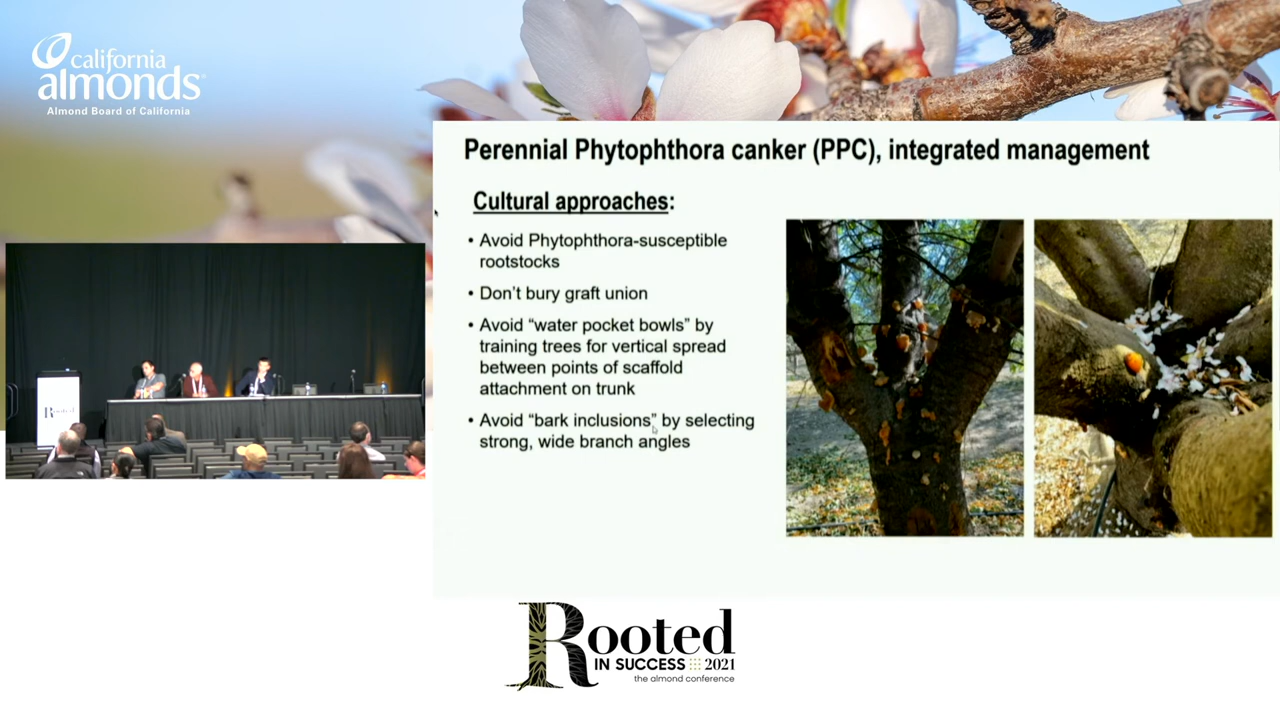 california
almonds
Almond Board of California
Perennial Phytophthora canker (PPC), integrated management
Cultural approaches:
• Avoid Phytophthora-susceptible
rootstocks
• Don't bury graft union
• Avoid “water pocket bowls” by
training trees for vertical spread
between points of scaffold
attachment on trunk
• Avoid “bark inclusions” by selecting
strong, wide branch angles
Rooted
Rooted
IN SUCCESS 2021
the almond conference